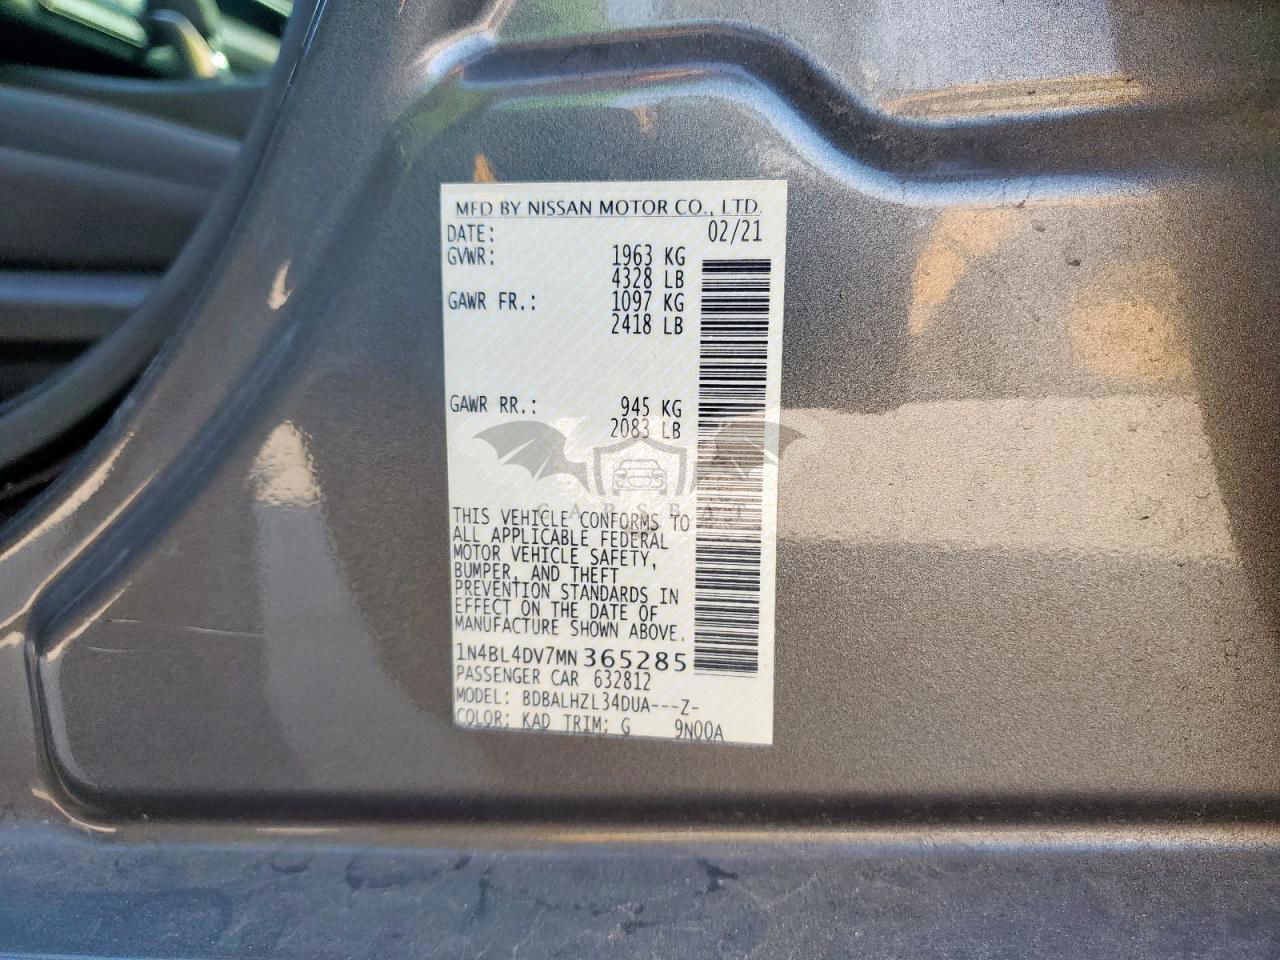 MFD BY NISSAN MOTOR CO., LTD.
DATE: 02/21
GVWR: 1963 KG
4328 LB
GAWR FR.: 1097 KG
2418 LB
GAWR RR.: 945 KG
2083 LB
CARSBAT
THIS VEHICLE CONFORMS TO
ALL APPLICABLE FEDERAL
MOTOR VEHICLE SAFETY,
BUMPER, AND THEFT
PREVENTION STANDARDS IN
EFFECT ON THE DATE OF
MANUFACTURE SHOWN ABOVE.
1N4BL4DV7MN365285
PASSENGER CAR 632812
MODEL: BDBALHZL34DUA---Z-
COLOR: KAD TRIM: G 9N00A